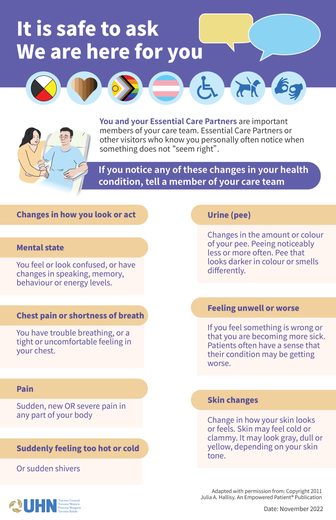 It is safe to ask
We are here for you
You and your Essential Care Partners are important
members of your care team. Essential Care Partners or
other visitors who know you personally often notice when
something does not "seem right".
If you notice any of these changes in your health
condition, tell a member of your care team
Changes in how you look or act
Mental state
You feel or look confused, or have
changes in speaking, memory,
behaviour or energy levels.
Chest pain or shortness of breath
You have trouble breathing, or a
tight or uncomfortable feeling in
your chest.
Pain
Sudden, new OR severe pain in
any part of your body
Suddenly feeling too hot or cold
Or sudden shivers
Urine (pee)
Changes in the amount or colour
of your pee. Peeing noticeably
less or more often. Pee that
looks darker in colour or smells
differently.
Feeling unwell or worse
If you feel something is wrong or
that you are becoming more sick.
Patients often have a sense that
their condition may be getting
worse.
Skin changes
Change in how your skin looks
or feels. Skin may feel cold or
clammy. It may look gray, dull or
yellow, depending on your skin
tone.
Adapted with permission from: Copyright 2011
Julia A. Hallisy, An Empowered Patient® Publication
Date: November 2022
UHN